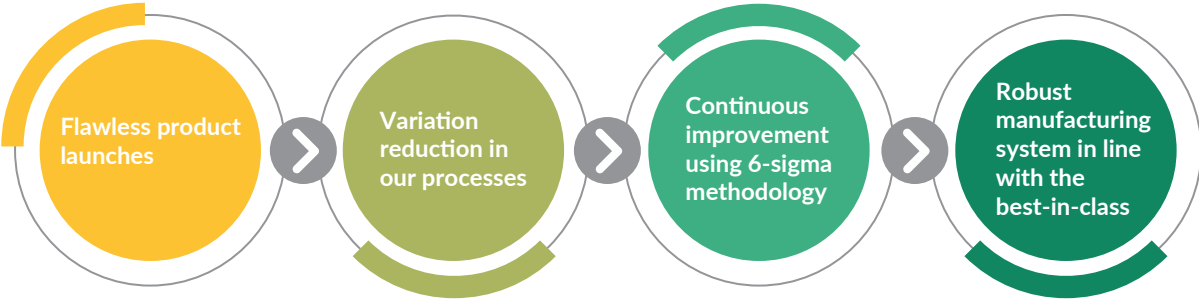 Flawless product
launches
Variation
reduction in
our processes
Continuous
improvement
using 6-sigma
methodology
Robust
manufacturing
system in line
with the
best-in-class